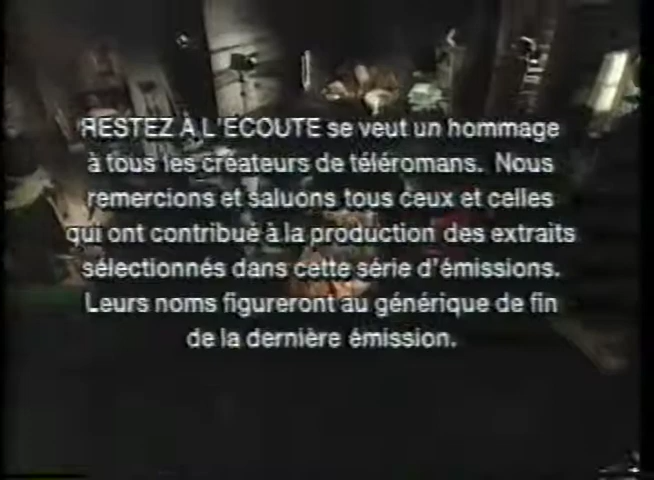 RESTEZ À L'ECOUTE se veut un hommage
à tous les créateurs de téléromans. Nous
remercions et saluons tous ceux et celles
qui ont contribué à la production des extraits
sélectionnés dans cette série d'émissions.
Leurs noms figureront au générique de fin
de la dernière émission.